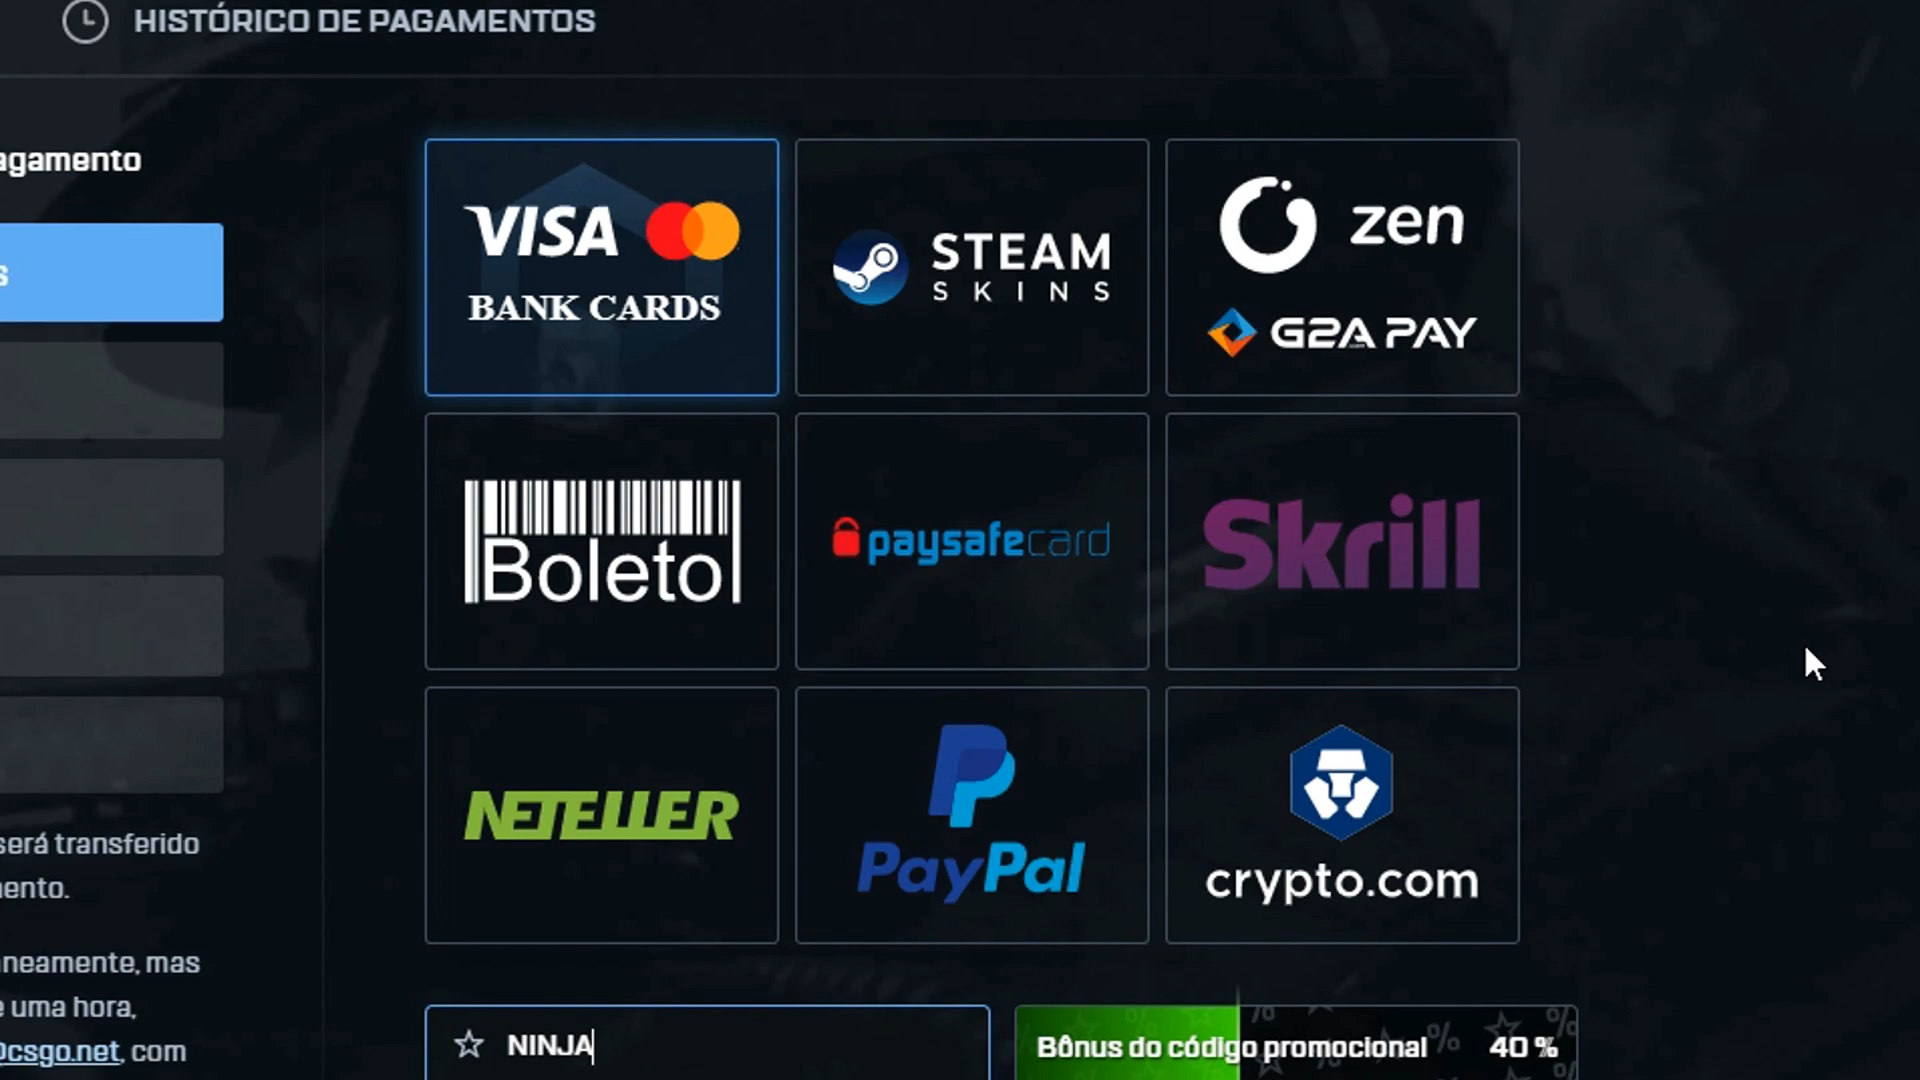 HISTÓRICO DE PAGAMENTOS
agamento
s
VISA
BANK CARDS
STEAM
SKINS
zen
G2A PAY
.com
Boleto
paysafecard
Skrill
NETELLER
PayPal
crypto.com
será transferido
ento.
neamente, mas
uma hora,
csgo.net, com
NINJA
Bônus do código promocional 40 %